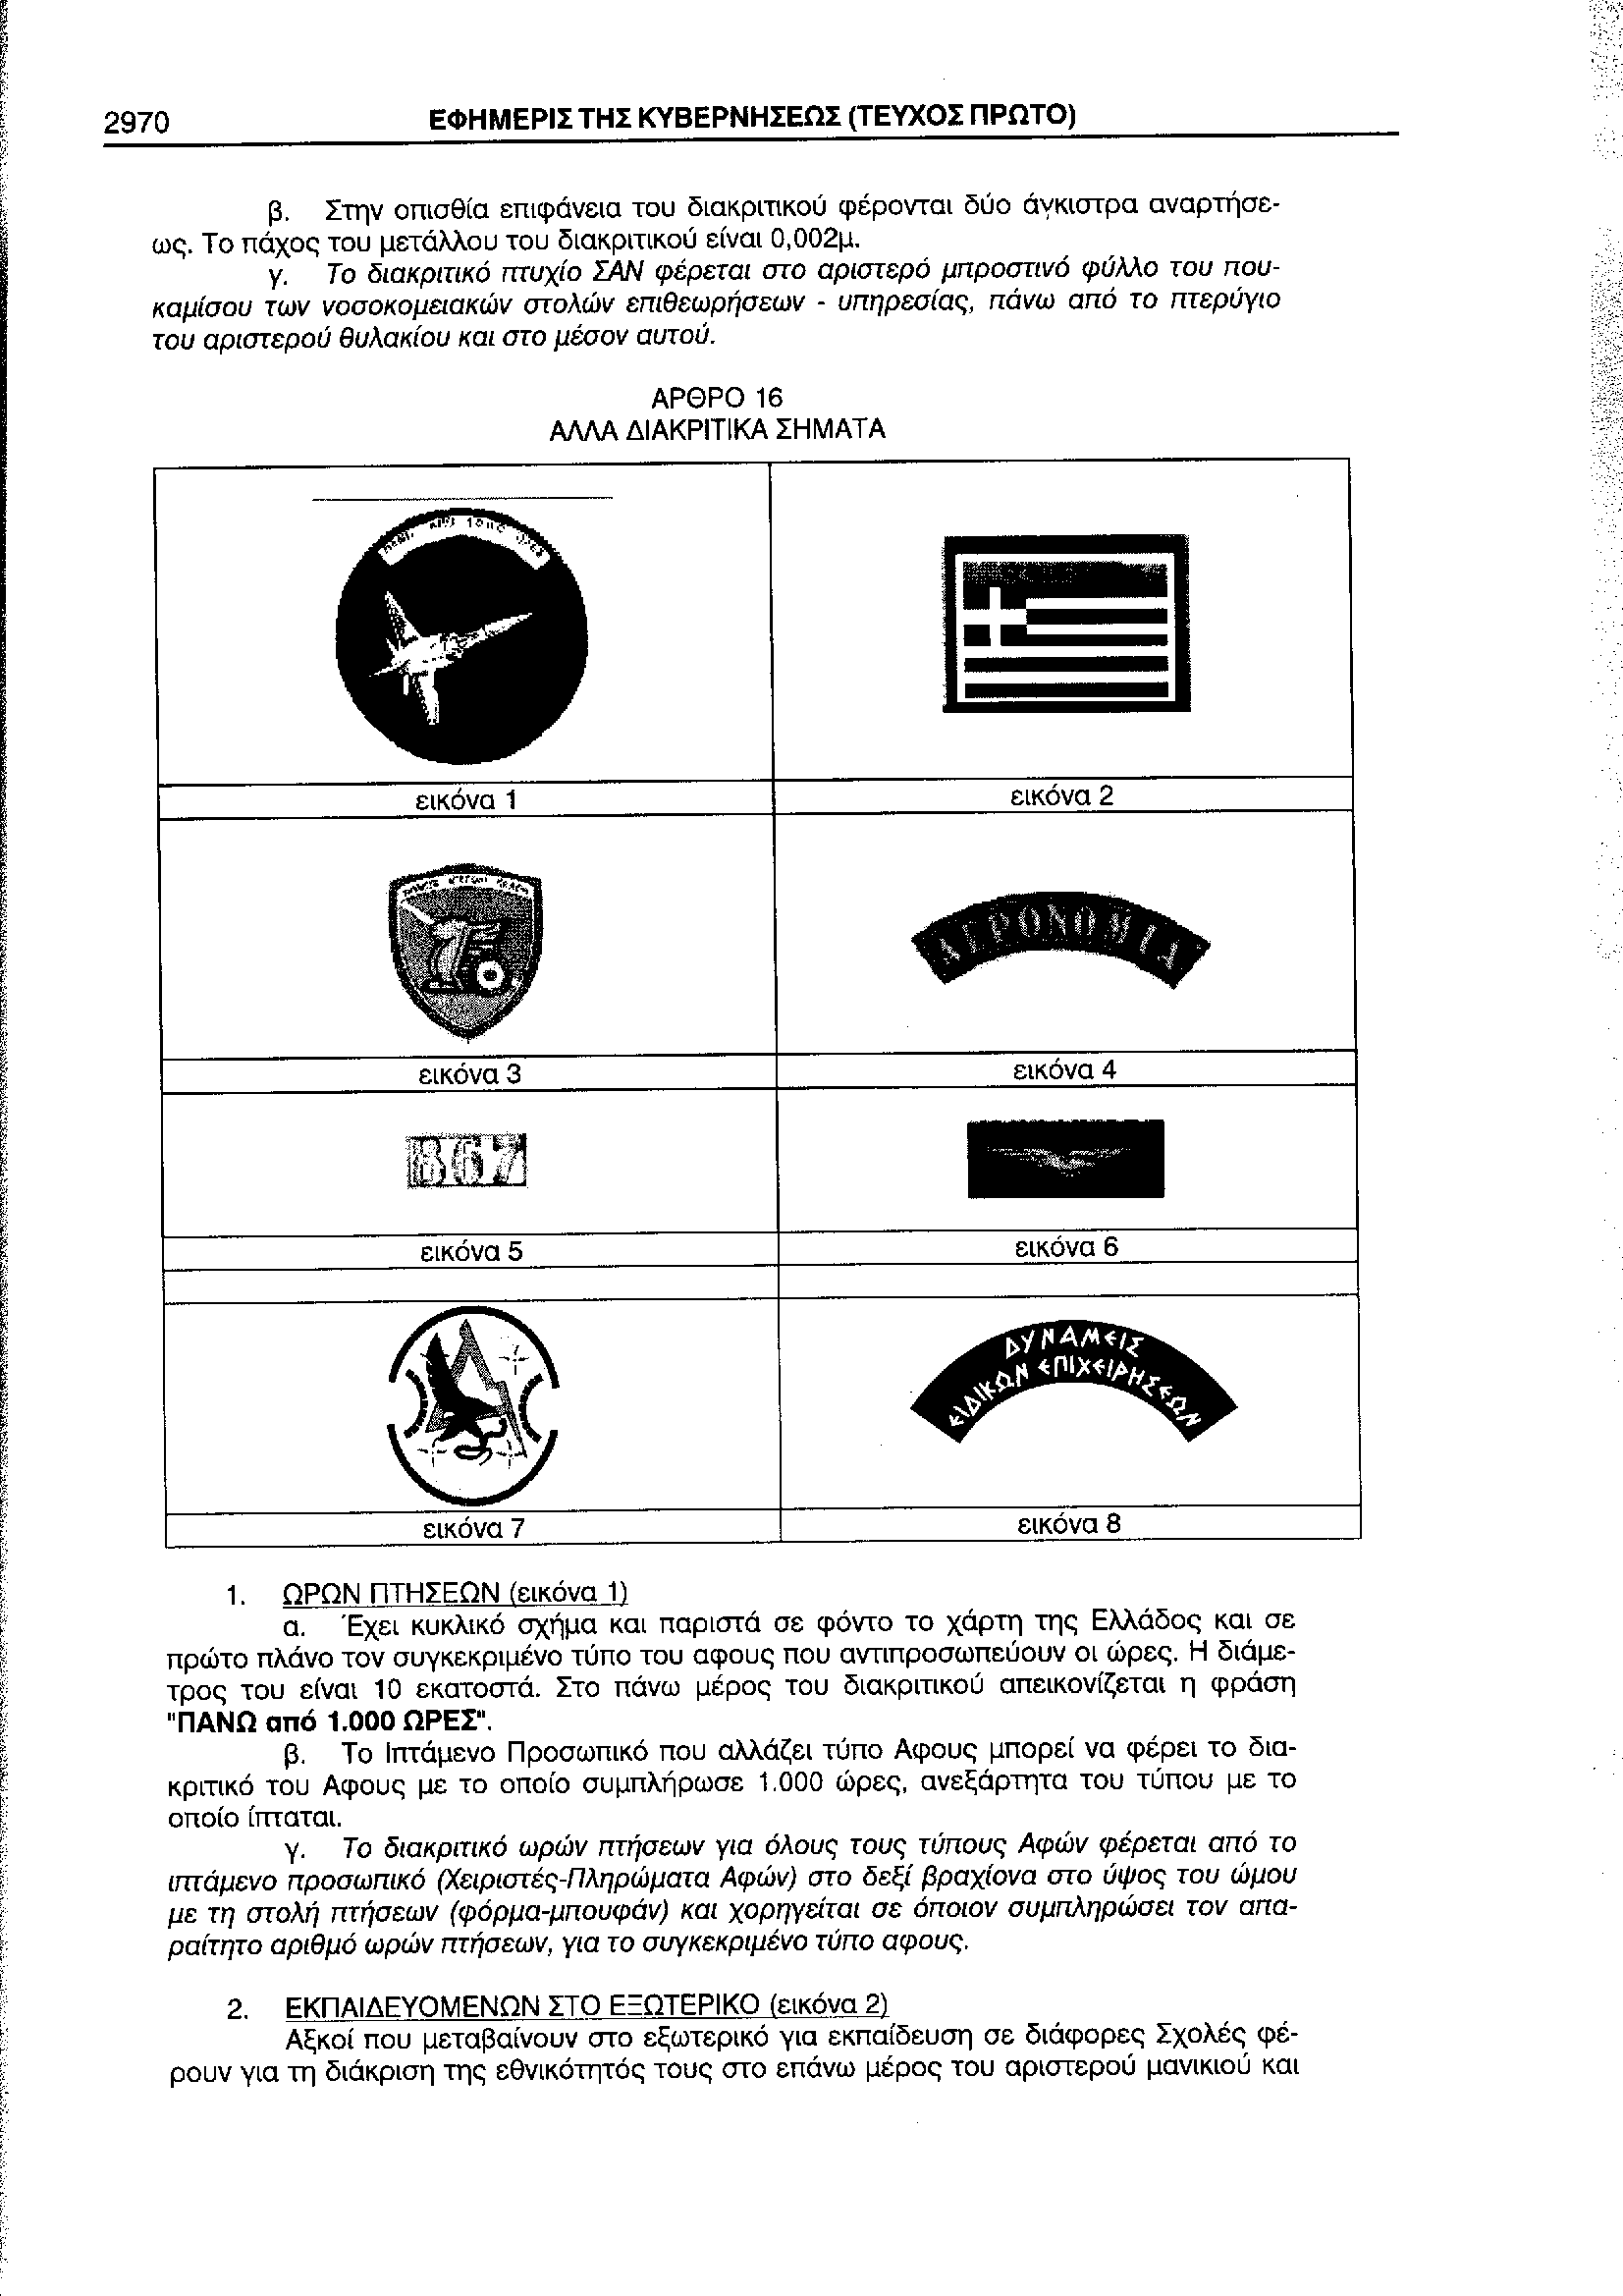 2970 ΕΦΗΜΕΡΙΣ ΤΗΣ ΚΥΒΕΡΝΗΣΕΩΣ (ΤΕΥΧΟΣ ΠΡΩΤΟ)
β. Στην οπισθία επιφάνεια του διακριτικού φέρονται δύο άγκιστρα αναρτήσε-
ως. Το πάχος του μετάλλου του διακριτικού είναι 0,002μ.
γ. Το διακριτικό πτυχίο ΣΑΝ φέρεται στο αριστερό μπροστινό φύλλο του που-
καμίσου των νοσοκομειακών στολών επιθεωρήσεων - υπηρεσίας, πάνω από το πτερύγιο
του αριστερού θυλακίου και στο μέσον αυτού.
ΑΡΘΡΟ 16
ΑΛΛΑ ΔΙΑΚΡΙΤΙΚΑ ΣΗΜΑΤΑ
εικόνα 1 εικόνα 2
ΑΕΡΟΝΟΜΙΑ
εικόνα 3 εικόνα 4
867
εικόνα 5 εικόνα 6
ΔΥΝΑΜΕΙΣ
ΕΙΔΙΚΩΝ ΕΠΙΧΕΙΡΗΣΕΩΝ
εικόνα 7 εικόνα 8
1. ΩΡΩΝ ΠΤΗΣΕΩΝ (εικόνα 1)
α. Έχει κυκλικό σχήμα και παριστά σε φόντο το χάρτη της Ελλάδος και σε
πρώτο πλάνο τον συγκεκριμένο τύπο του αφους που αντιπροσωπεύουν οι ώρες. Η διάμε-
τρος του είναι 10 εκατοστά. Στο πάνω μέρος του διακριτικού απεικονίζεται η φράση
"ΠΑΝΩ από 1.000 ΩΡΕΣ".
β. Το Ιπτάμενο Προσωπικό που αλλάζει τύπο Αφους μπορεί να φέρει το δια-
κριτικό του Αφους με το οποίο συμπλήρωσε 1.000 ώρες, ανεξάρτητα του τύπου με το
οποίο ίπταται.
γ. Το διακριτικό ωρών πτήσεων για όλους τους τύπους Αφών φέρεται από το
ιπτάμενο προσωπικό (Χειριστές-Πληρώματα Αφών) στο δεξί βραχίονα στο ύψος του ώμου
με τη στολή πτήσεων (φόρμα-μπουφάν) και χορηγείται σε όποιον συμπληρώσει τον απα-
ραίτητο αριθμό ωρών πτήσεων, για το συγκεκριμένο τύπο αφους.
2. ΕΚΠΑΙΔΕΥΟΜΕΝΩΝ ΣΤΟ ΕΞΩΤΕΡΙΚΟ (εικόνα 2)
Αξκοί που μεταβαίνουν στο εξωτερικό για εκπαίδευση σε διάφορες Σχολές φέ-
ρουν για τη διάκριση της εθνικότητός τους στο επάνω μέρος του αριστερού μανικιού και